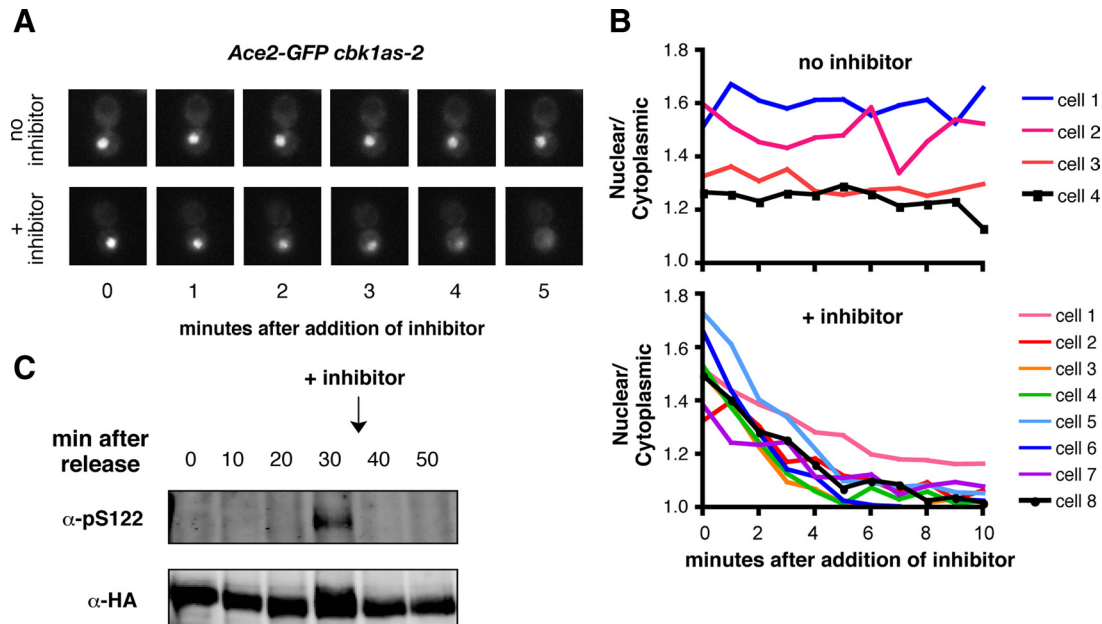 A
Ace2-GFP cbk1as-2
no
inhibitor
+
inhibitor
0 1 2 3 4 5
minutes after addition of inhibitor
B
no inhibitor
Nuclear/
Cytoplasmic
1.8
1.6
1.4
1.2
1.0
cell 1
cell 2
cell 3
cell 4
+ inhibitor
Nuclear/
Cytoplasmic
1.8
1.6
1.4
1.2
1.0
0 2 4 6 8 10
minutes after addition of inhibitor
cell 1
cell 2
cell 3
cell 4
cell 5
cell 6
cell 7
cell 8
C
+ inhibitor
min after
release
0 10 20 30 40 50
α-pS122
α-HA